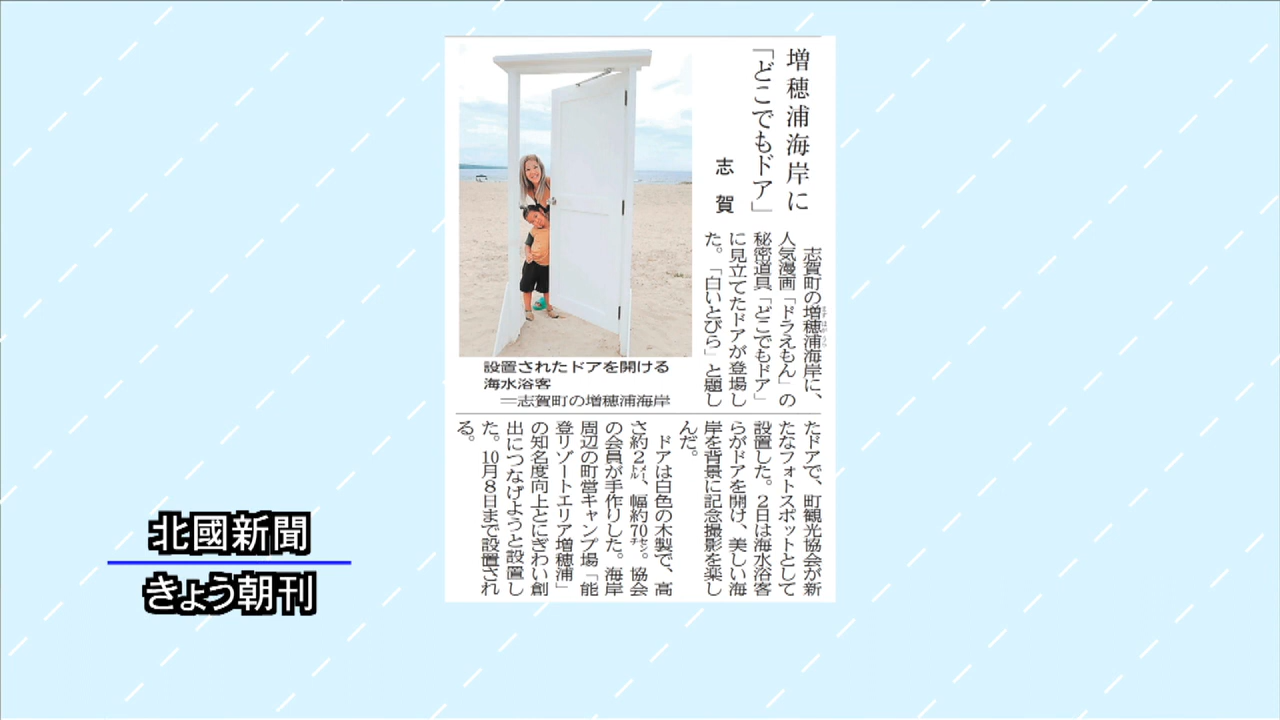 増穂浦海岸に
「どこでもドア」
志賀
志賀町の増穂浦海岸に、
人気漫画「ドラえもん」の
秘密道具「どこでもドア」
に見立てたドアが登場し
た。「白いとびら」と題し
たドアで、町観光協会が新
たなフォトスポットとして
設置した。2日は海水浴客
らがドアを開け、美しい海
岸を背景に記念撮影を楽し
んだ。
ドアは白色の木製で、高
さ約2㍍、幅約70㌢。協会
の会員が手作りした。海岸
周辺の町営キャンプ場「能
登リゾートエリア増穂浦」
の知名度向上とにぎわい創
出につなげようと設置し
た。10月8日まで設置され
る。
設置されたドアを開ける
海水浴客
=志賀町の増穂浦海岸
北國新聞
きょう朝刊